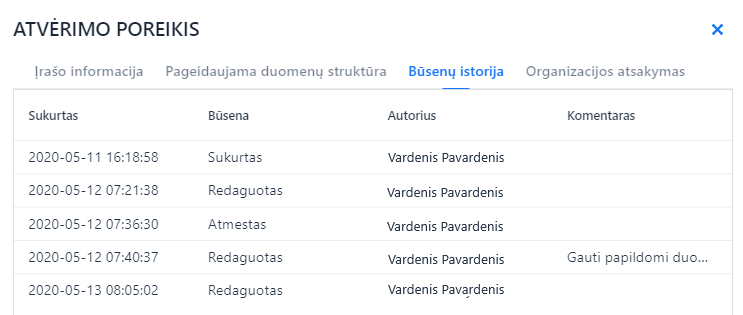 ATVĖRIMO POREIKIS
Įrašo informacija Pageidaujama duomenų struktūra Būsenų istorija Organizacijos atsakymas
Sukurtas Būsena Autorius Komentaras
2020-05-11 16:18:58 Sukurtas Vardenis Pavardenis
2020-05-12 07:21:38 Redaguotas Vardenis Pavardenis
2020-05-12 07:36:30 Atmestas Vardenis Pavardenis
2020-05-12 07:40:37 Redaguotas Vardenis Pavardenis Gauti papildomi duo...
2020-05-13 08:05:02 Redaguotas Vardenis Pavardenis